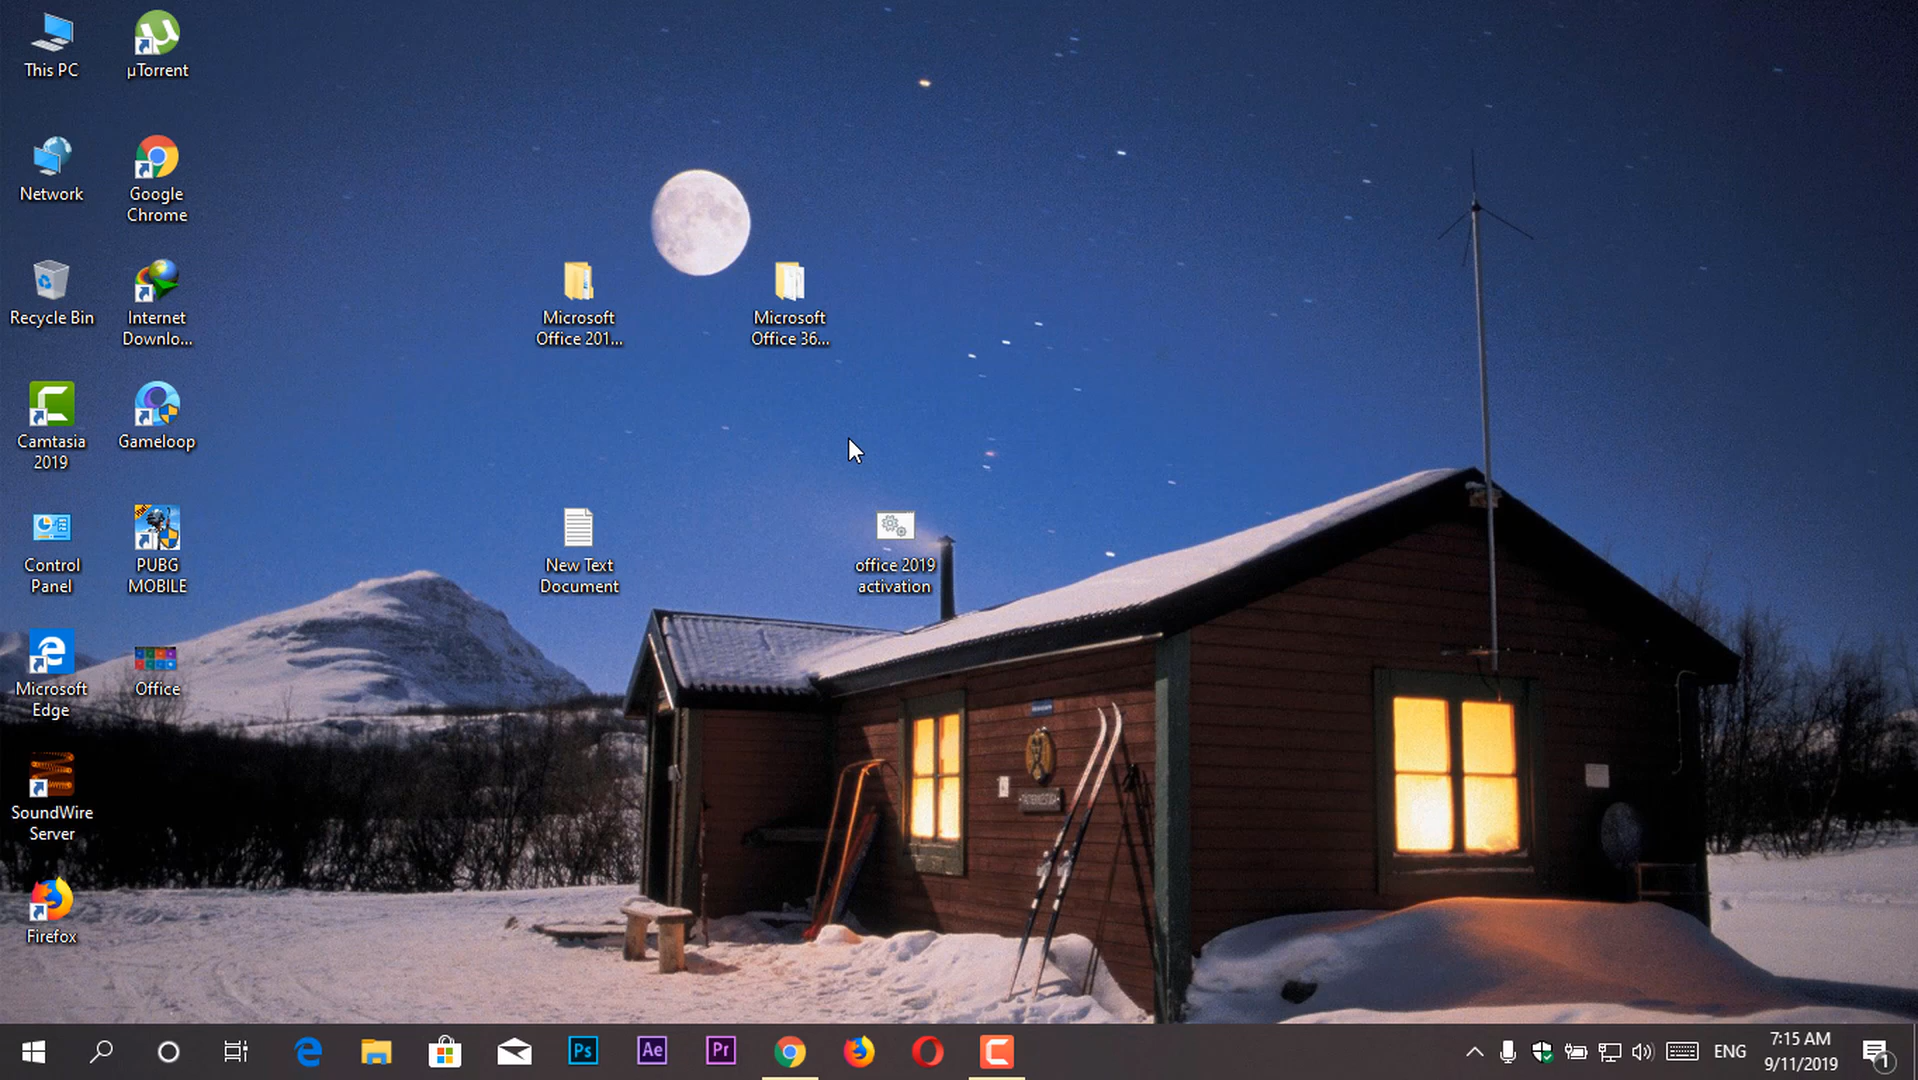 This PC
µTorrent
Network
Google
Chrome
Recycle Bin
Internet
Downlo...
Microsoft
Office 201...
Microsoft
Office 36...
Camtasia
2019
Gameloop
Control
Panel
PUBG
MOBILE
New Text
Document
office 2019
activation
Microsoft
Edge
Office
SoundWire
Server
Firefox
Ps
Ae
Pr
ENG
7:15 AM
9/11/2019
1